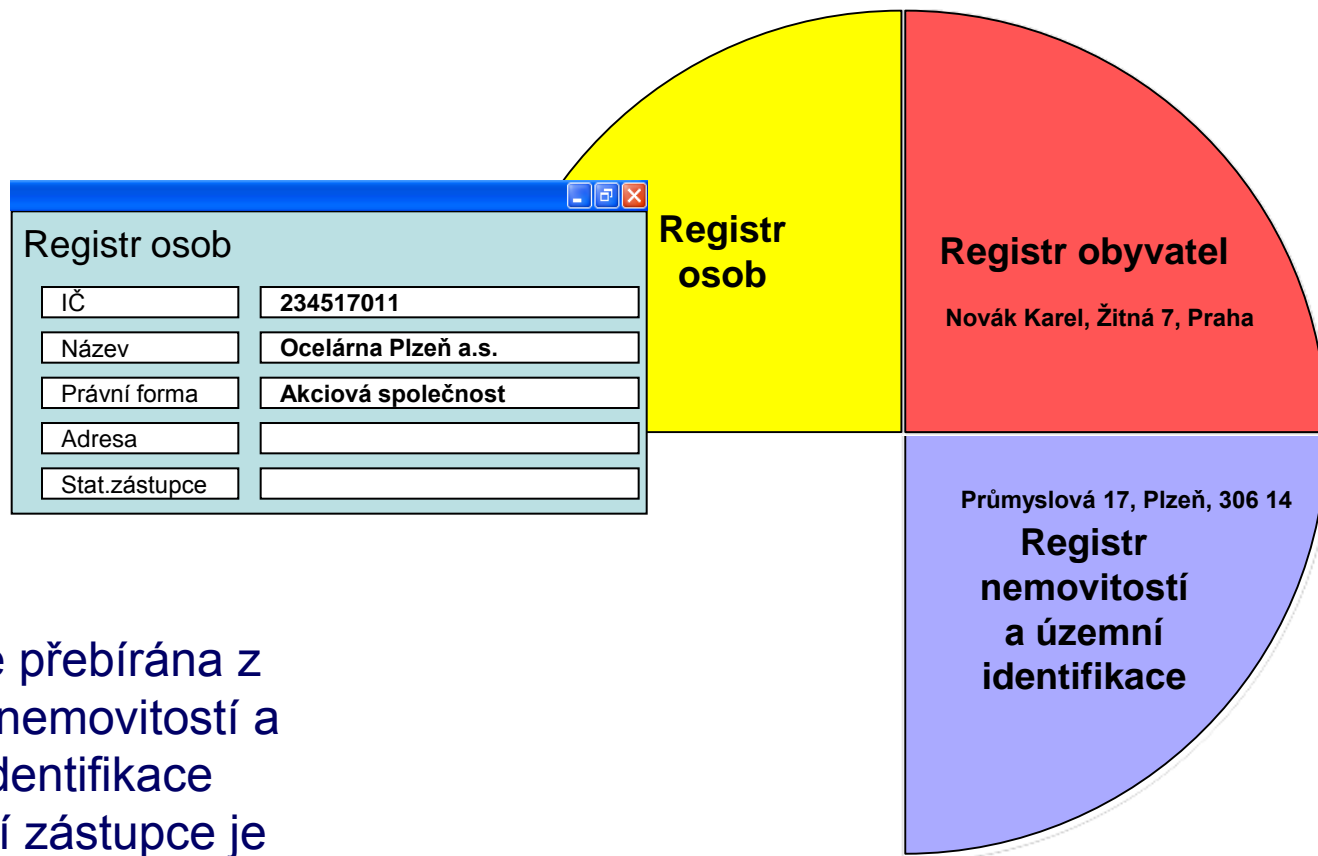 Registr osob
IČ 234517011
Název Ocelárna Plzeň a.s.
Právní forma Akciová společnost
Adresa
Stat.zástupce
Registr
osob
Registr obyvatel
Novák Karel, Žitná 7, Praha
Průmyslová 17, Plzeň, 306 14
Registr
nemovitostí
a územní
identifikace
přebírána z
nemovitostí a
dentifikace
í zástupce je